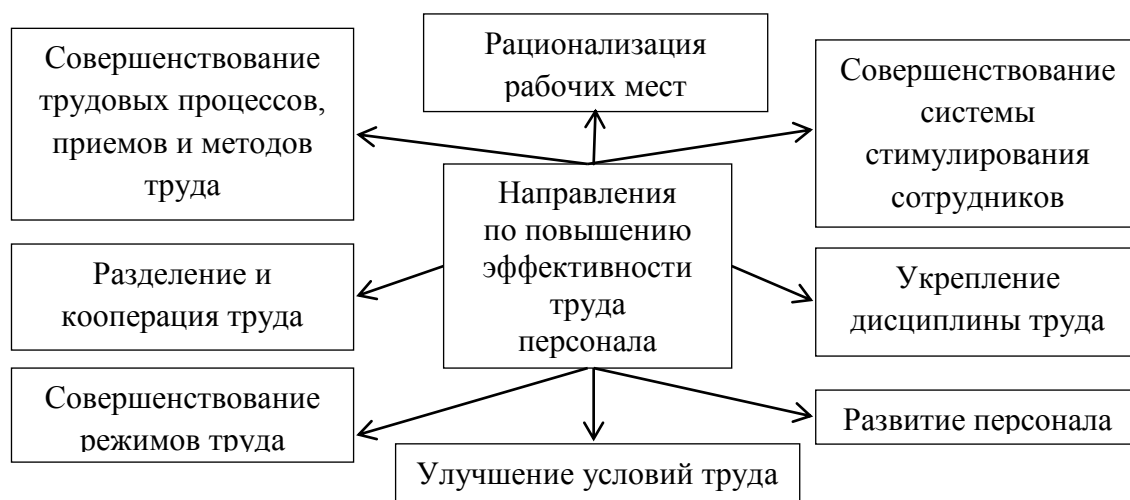 Совершенствование
трудовых процессов,
приемов и методов
труда
Рационализация
рабочих мест
Совершенствование
системы
стимулирования
сотрудников
Направления
по повышению
эффективности
труда
персонала
Разделение и
кооперация труда
Укрепление
дисциплины труда
Совершенствование
режимов труда
Улучшение условий труда
Развитие персонала